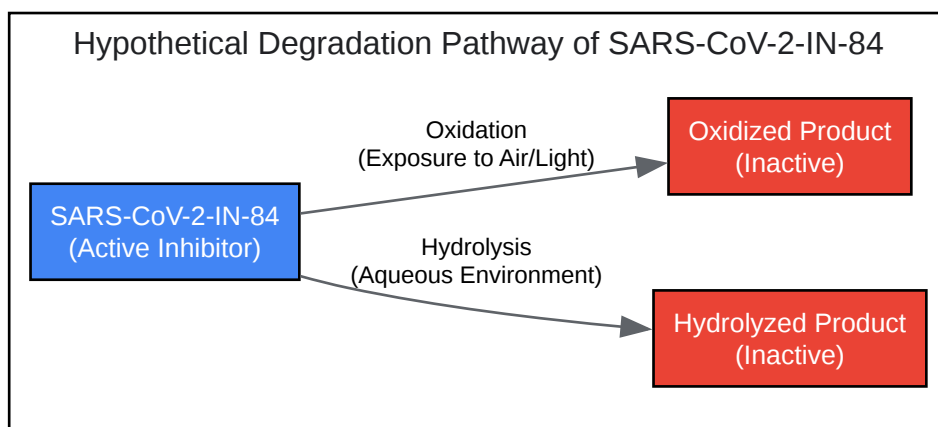 Hypothetical Degradation Pathway of SARS-CoV-2-IN-84
Oxidation
(Exposure to Air/Light)
Oxidized Product
(Inactive)
SARS-CoV-2-IN-84
(Active Inhibitor)
Hydrolysis
(Aqueous Environment)
Hydrolyzed Product
(Inactive)